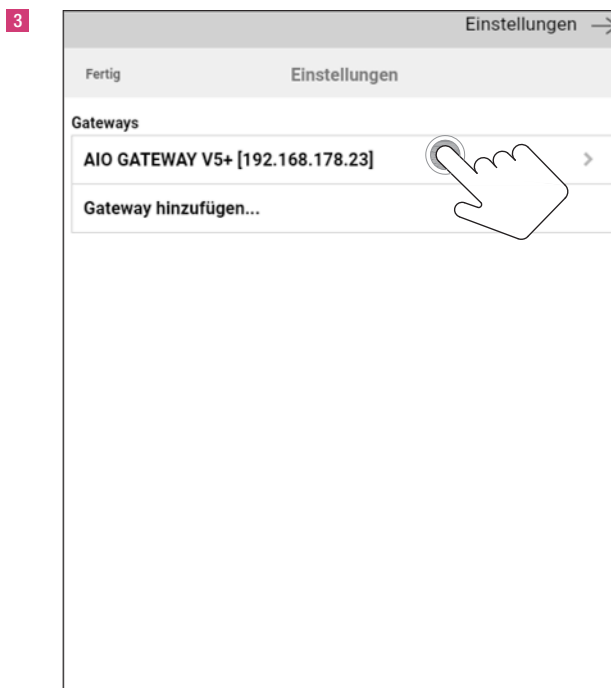 3
Einstellungen
Fertig Einstellungen
Gateways
AIO GATEWAY V5+ [192.168.178.23]
Gateway hinzufügen...